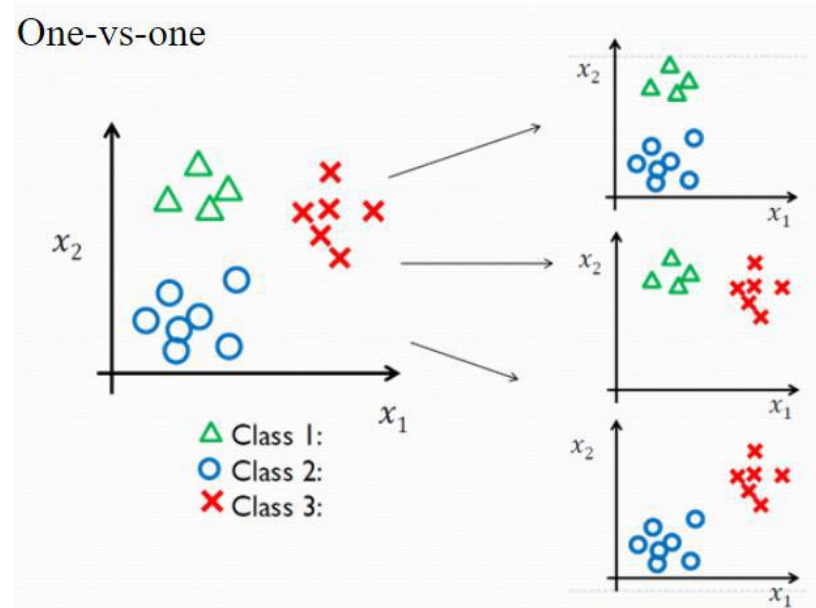 One-vs-one
x₂
x₁
Class 1:
Class 2:
Class 3:
x₂
x₁
x₂
x₁
x₂
x₁